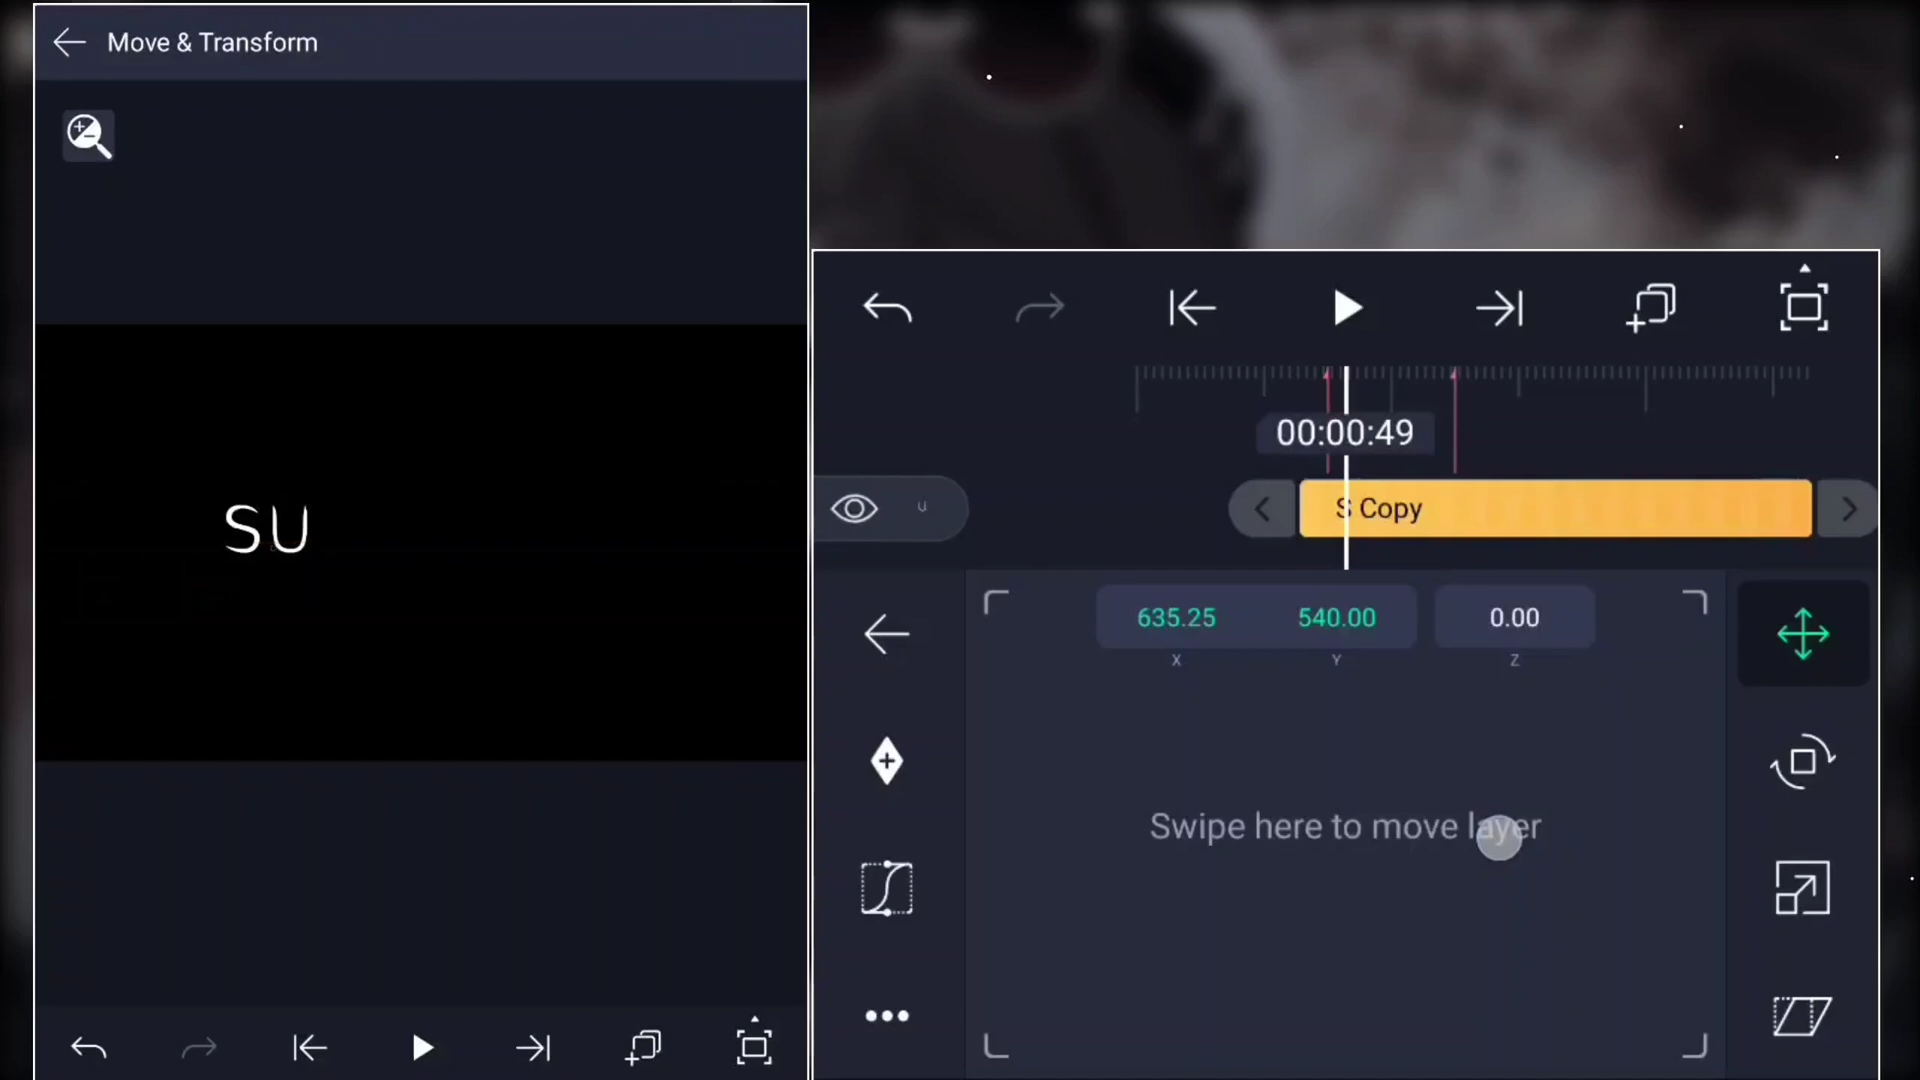 Move & Transform
SU
00:00:49
U
S Copy
635.25 540.00 0.00
X Y Z
Swipe here to move layer